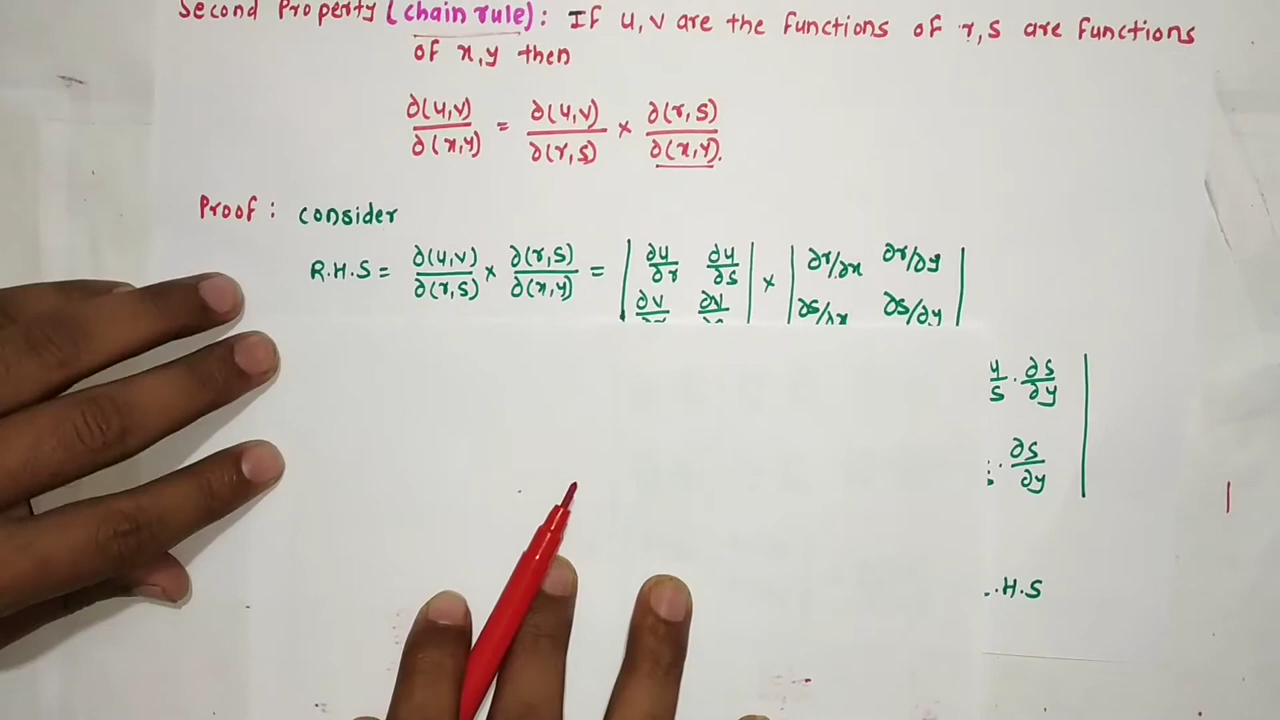 Second Property (chain rule): If u,v are the functions of r,s are functions
of x,y then
∂(u,v)/∂(x,y) = ∂(u,v)/∂(r,s) × ∂(r,s)/∂(x,y).
Proof: consider
R.H.S = ∂(u,v)/∂(r,s) × ∂(r,s)/∂(x,y) = | ∂u/∂r ∂u/∂s | × | ∂r/∂x ∂r/∂y |
| ∂v ∂v | | ∂s/∂x ∂s/∂y |
u/s · ∂s/∂y |
· ∂s/∂y |
.H.S